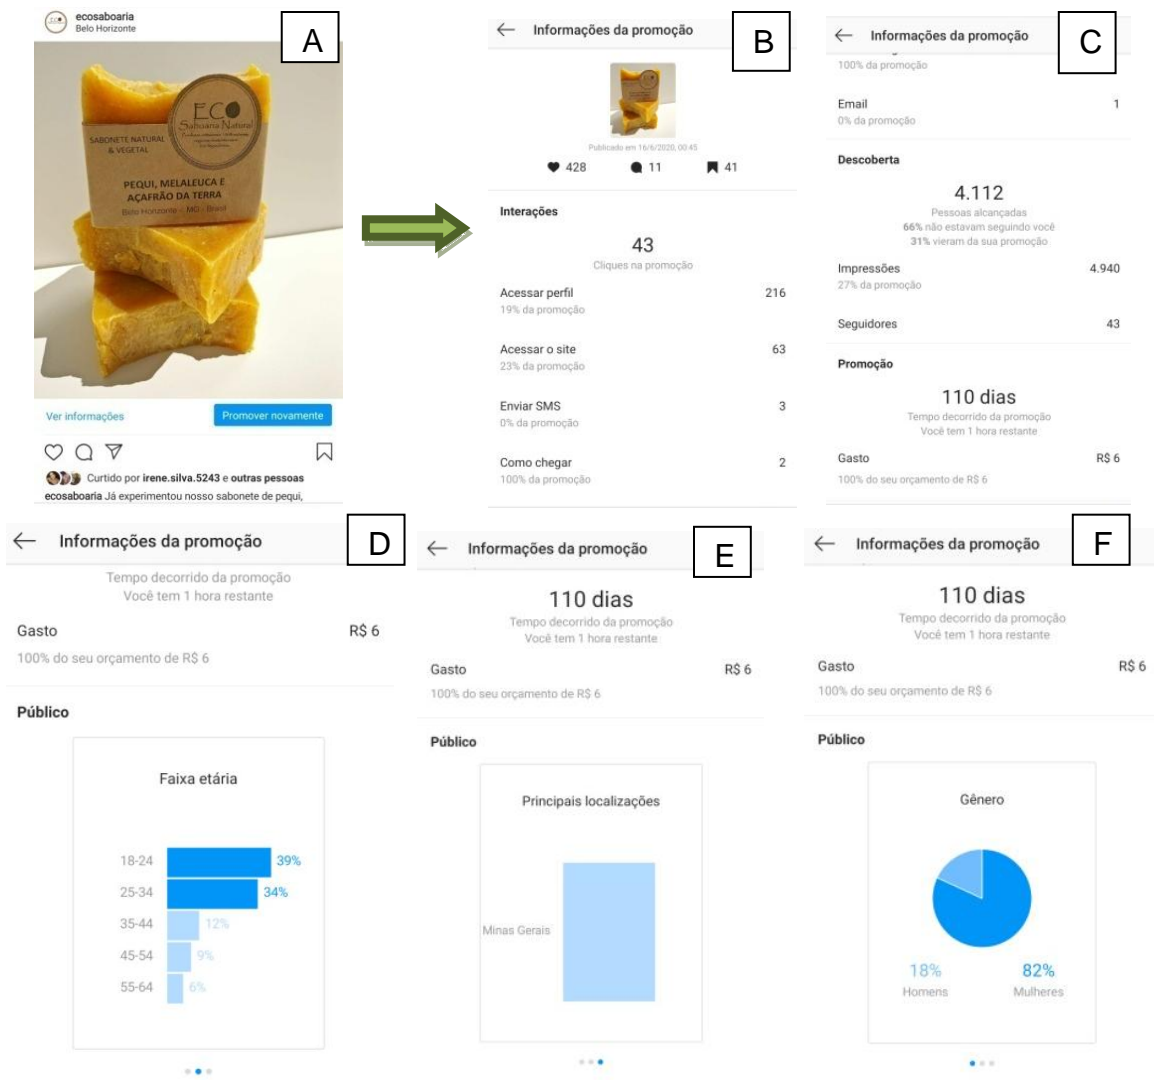 ecosaboaria
Belo Horizonte
A
ECO
Saboaria Natural
SABONETE NATURAL
& VEGETAL
PEQUI, MELALEUCA E
AÇAFRÃO DA TERRA
Belo Horizonte - MG - Brasil
Ver informações
Promover novamente
Curtido por irene.silva.5243 e outras pessoas
ecosaboaria Já experimentou nosso sabonete de pequi,
← Informações da promoção
B
Publicado em 16/6/2020, 00:45
428 11 41
Interações
43
Cliques na promoção
Acessar perfil 216
19% da promoção
Acessar o site 63
23% da promoção
Enviar SMS 3
0% da promoção
Como chegar 2
100% da promoção
← Informações da promoção
C
100% da promoção
Email 1
0% da promoção
Descoberta
4.112
Pessoas alcançadas
66% não estavam seguindo você
31% vieram da sua promoção
Impressões 4.940
27% da promoção
Seguidores 43
Promoção
110 dias
Tempo decorrido da promoção
Você tem 1 hora restante
Gasto R$ 6
100% do seu orçamento de R$ 6
← Informações da promoção
D
Tempo decorrido da promoção
Você tem 1 hora restante
Gasto R$ 6
100% do seu orçamento de R$ 6
Público
Faixa etária
18-24 39%
25-34 34%
35-44 12%
45-54 9%
55-64 6%
← Informações da promoção
E
110 dias
Tempo decorrido da promoção
Você tem 1 hora restante
Gasto R$ 6
100% do seu orçamento de R$ 6
Público
Principais localizações
Minas Gerais
← Informações da promoção
F
110 dias
Tempo decorrido da promoção
Você tem 1 hora restante
Gasto R$ 6
100% do seu orçamento de R$ 6
Público
Gênero
18% 82%
Homens Mulheres